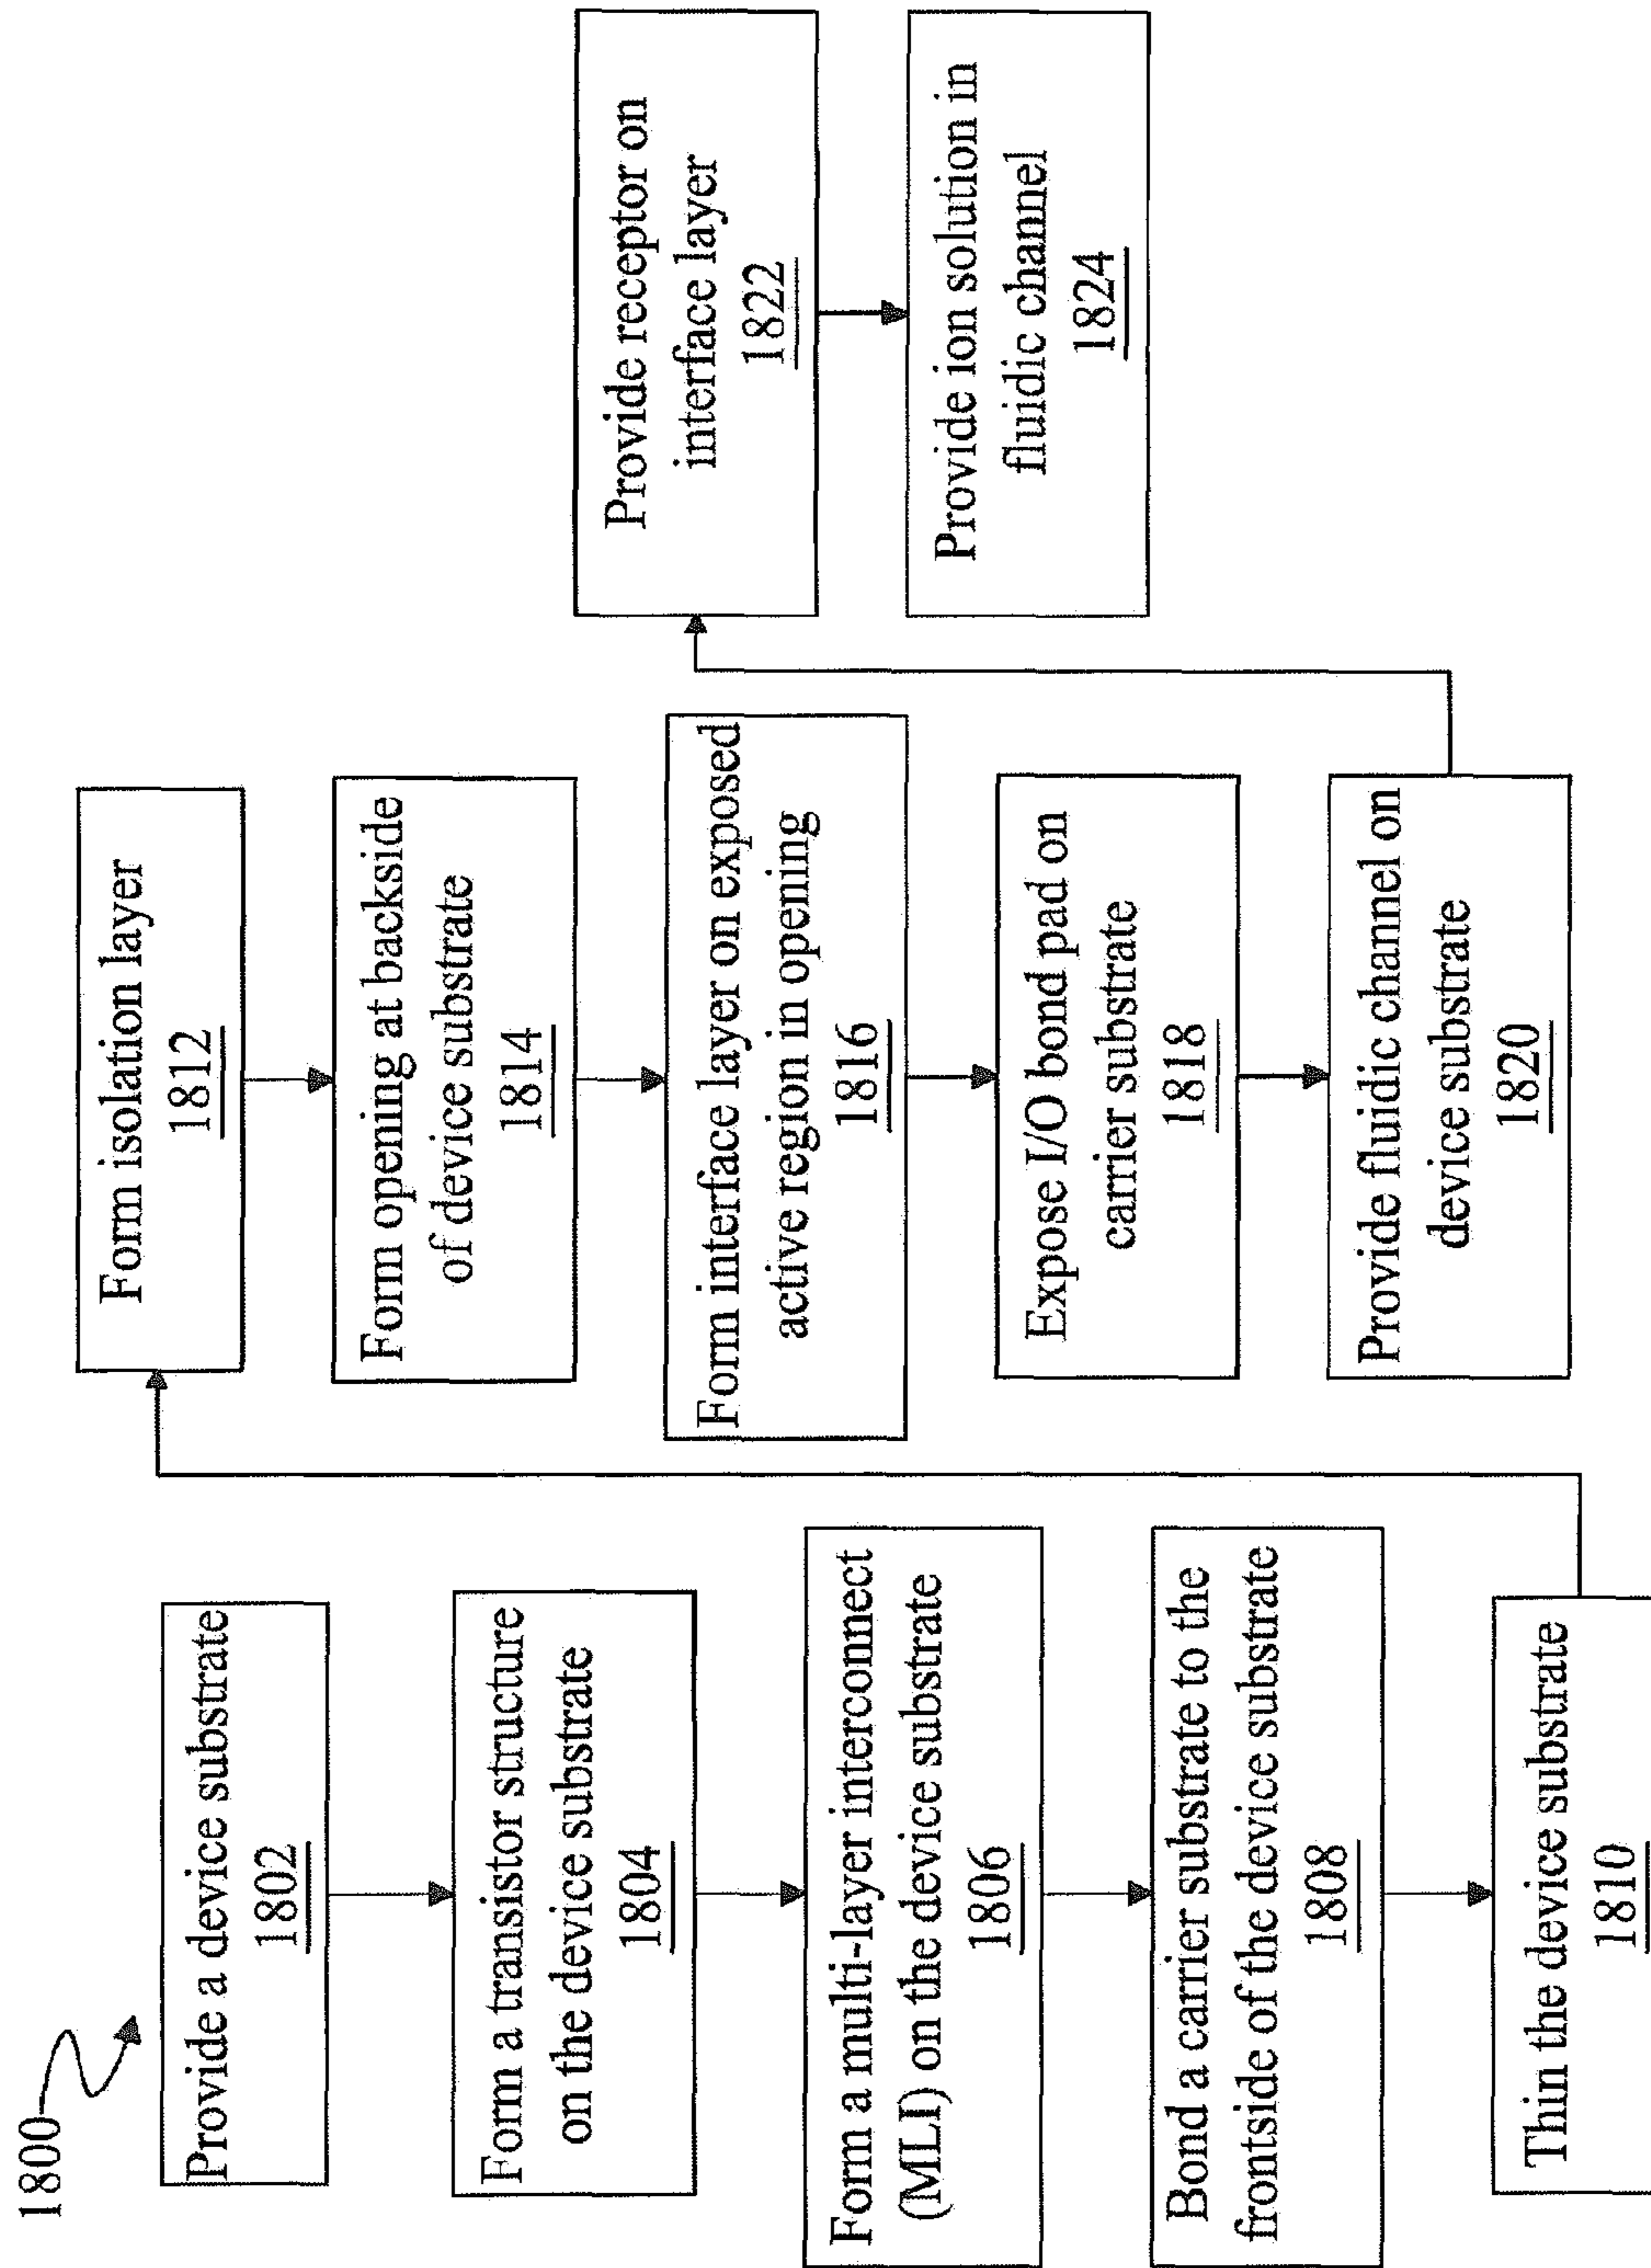 1800
Provide a device substrate
1802
Form a transistor structure
on the device substrate
1804
Form a multi-layer interconnect
(MLI) on the device substrate
1806
Bond a carrier substrate to the
frontside of the device substrate
1808
Thin the device substrate
1810
Form isolation layer
1812
Form opening at backside
of device substrate
1814
Form interface layer on exposed
active region in opening
1816
Expose I/O bond pad on
carrier substrate
1818
Provide fluidic channel on
device substrate
1820
Provide receptor on
interface layer
1822
Provide ion solution in
fluidic channel
1824